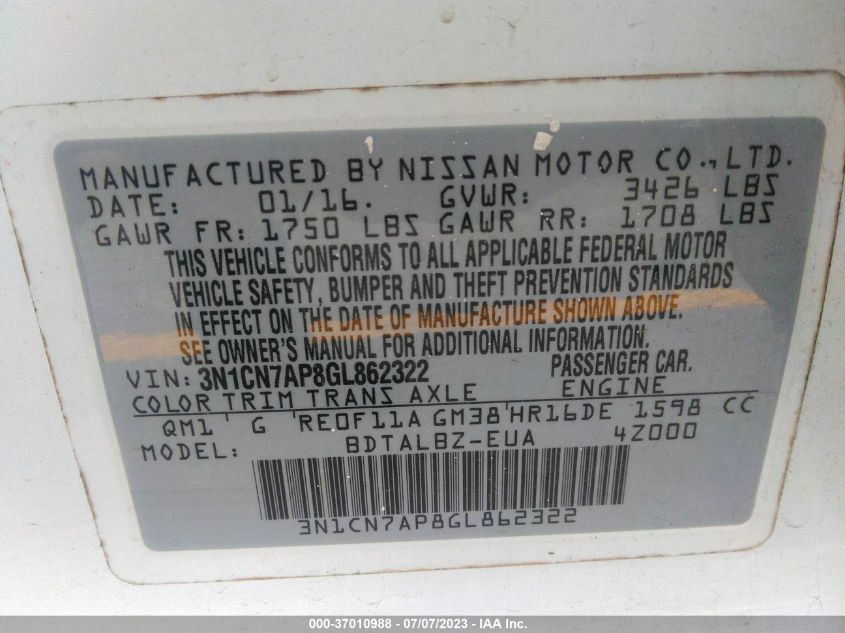 MANUFACTURED BY NISSAN MOTOR CO., LTD.
DATE: 01/16. GVWR: 3426 LBS
GAWR FR: 1750 LBS GAWR RR: 1708 LBS
THIS VEHICLE CONFORMS TO ALL APPLICABLE FEDERAL MOTOR
VEHICLE SAFETY, BUMPER AND THEFT PREVENTION STANDARDS
IN EFFECT ON THE DATE OF MANUFACTURE SHOWN ABOVE.
SEE OWNER'S MANUAL FOR ADDITIONAL INFORMATION.
VIN: 3N1CN7AP8GL862322 PASSENGER CAR.
COLOR TRIM TRANS AXLE ENGINE
QM1 G RE0F11A GM38 HR16DE 1598 CC
MODEL: BDTALBZ-EUA 4Z000
3N1CN7AP8GL862322
000-37010988 - 07/07/2023 - IAA Inc.